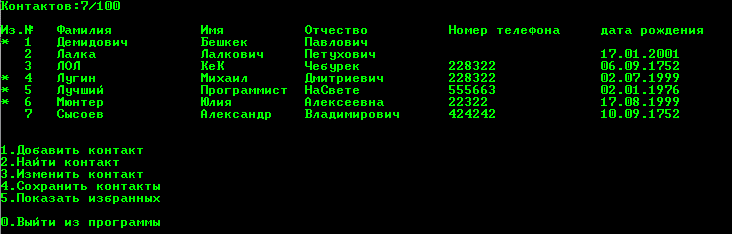 Контактов:7/100
Из.№ Фамилия Имя Отчество Номер телефона дата рождения
* 1 Демидович Бешкек Павлович
2 Лалка Лалкович Петухович 17.01.2001
3 ЛОЛ КеК Чебурек 228322 06.09.1752
* 4 Лугин Михаил Дмитриевич 228322 02.07.1999
* 5 Лучший Программист НаСвете 555663 02.01.1976
* 6 Мюнтер Юлия Алексеевна 22322 17.08.1999
7 Сысоев Александр Владимирович 424242 10.09.1752
1.Добавить контакт
2.Найти контакт
3.Изменить контакт
4.Сохранить контакты
5.Показать избранных
0.Выйти из программы